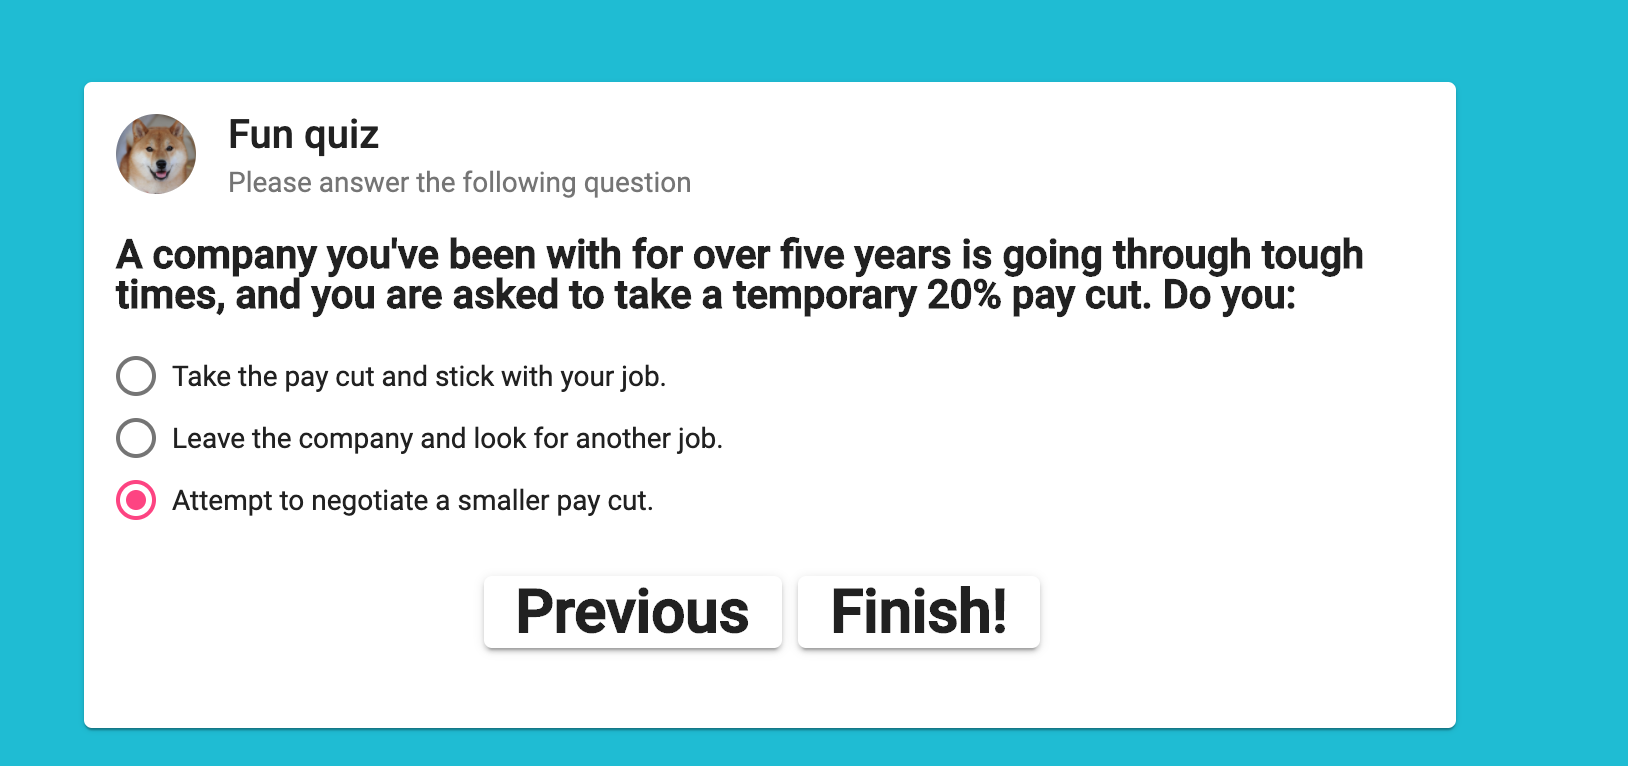 Fun quiz
Please answer the following question
A company you've been with for over five years is going through tough
times, and you are asked to take a temporary 20% pay cut. Do you:
Take the pay cut and stick with your job.
Leave the company and look for another job.
Attempt to negotiate a smaller pay cut.
Previous Finish!